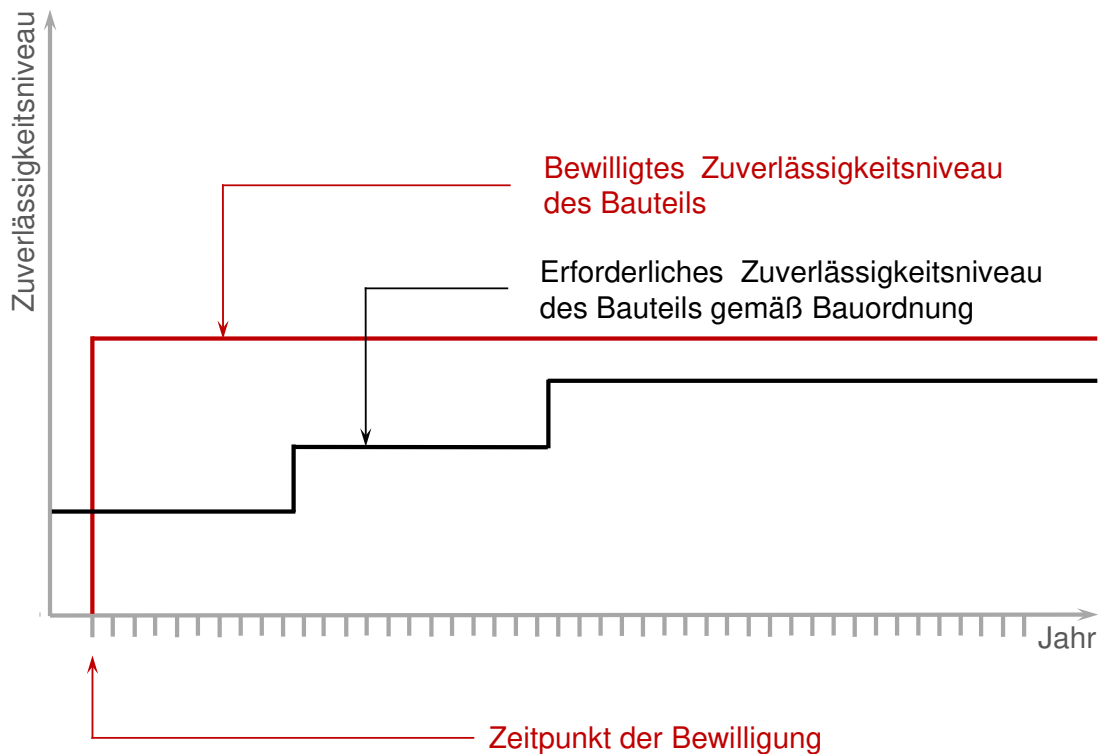 Zuverlässigkeitsniveau
Bewilligtes Zuverlässigkeitsniveau
des Bauteils
Erforderliches Zuverlässigkeitsniveau
des Bauteils gemäß Bauordnung
Jahr
Zeitpunkt der Bewilligung